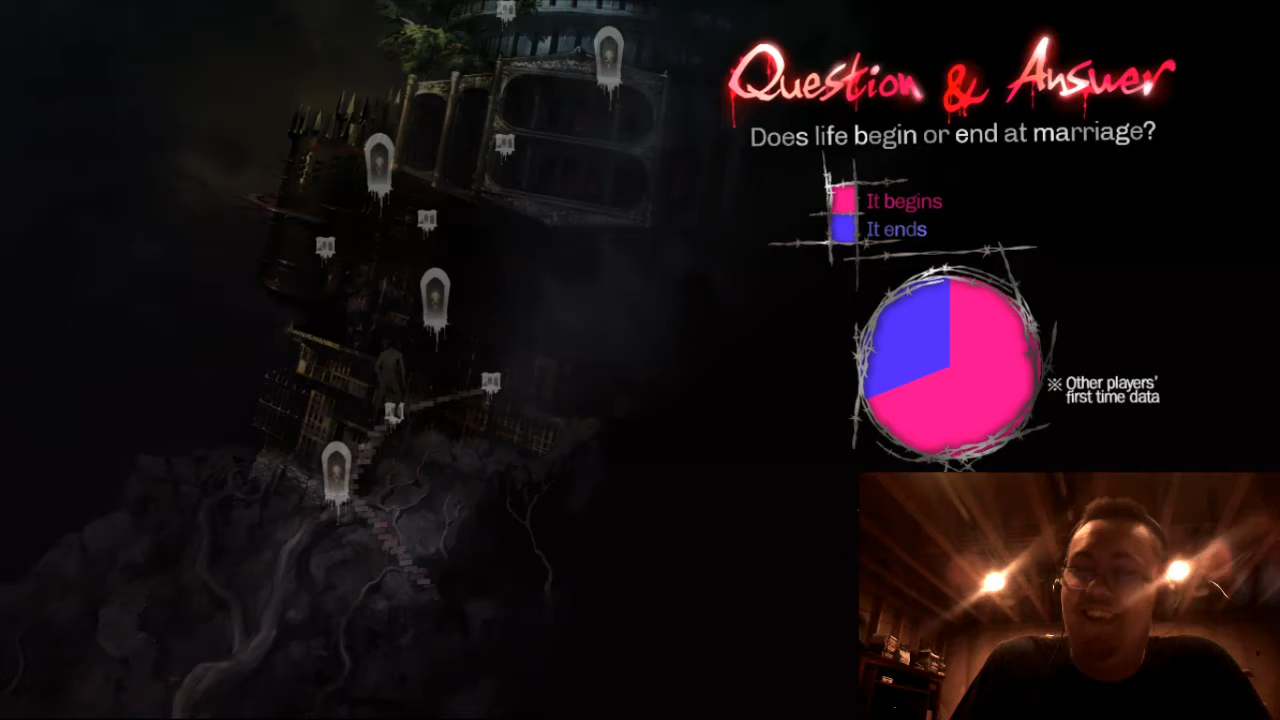 Question & Answer
Does life begin or end at marriage?
It begins
It ends
※ Other players'
first time data